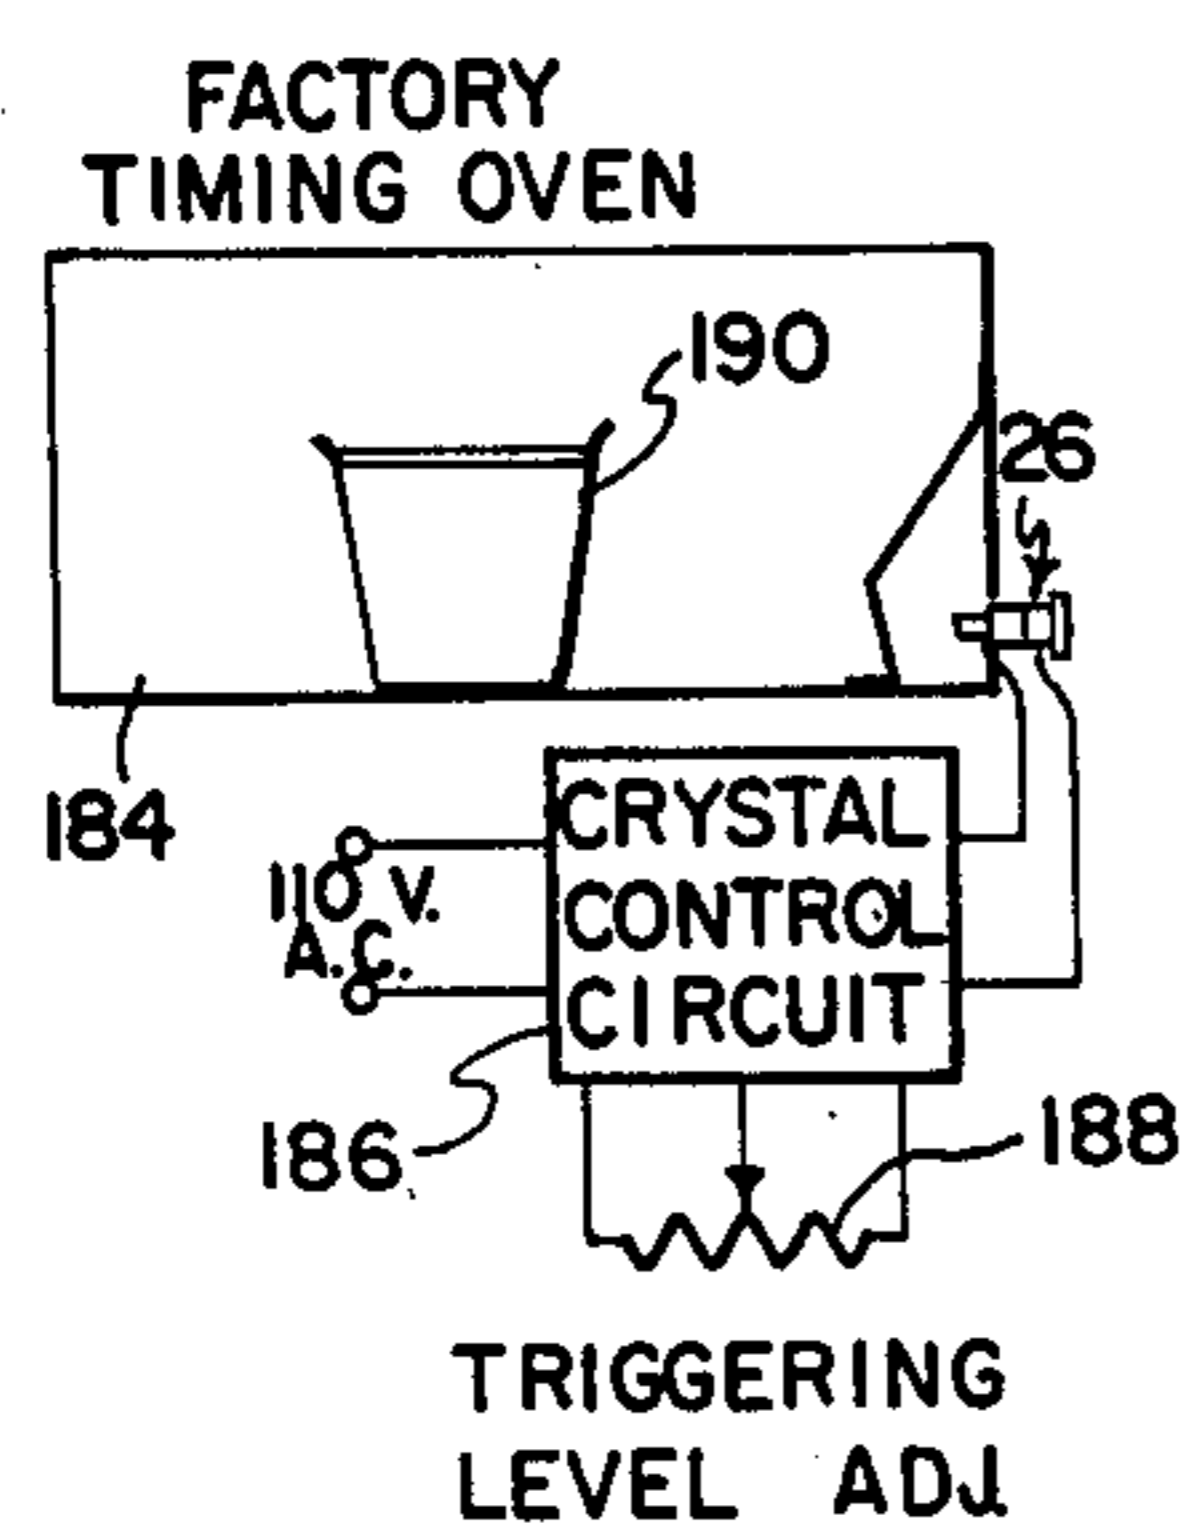 FACTORY
TIMING OVEN
190
26
184
CRYSTAL
CONTROL
CIRCUIT
110 V.
A.C.
186
188
TRIGGERING
LEVEL ADJ.